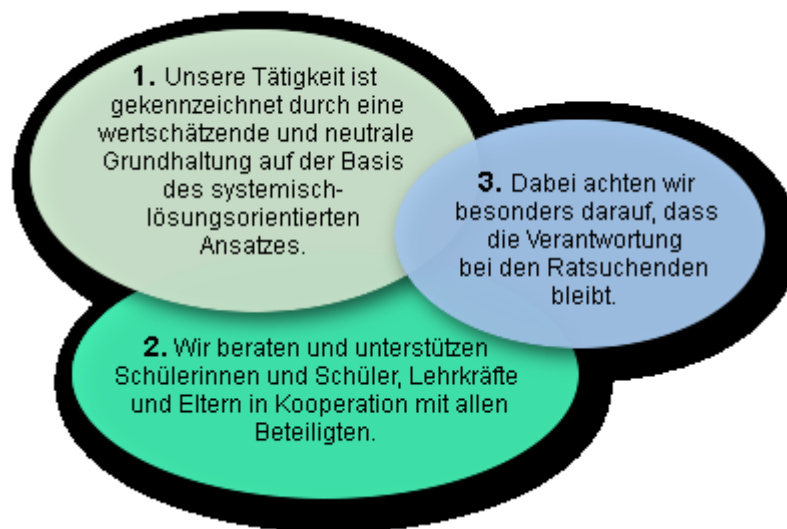 1. Unsere Tätigkeit ist
gekennzeichnet durch eine
wertschätzende und neutrale
Grundhaltung auf der Basis
des systemisch-
lösungsorientierten
Ansatzes.
2. Wir beraten und unterstützen
Schülerinnen und Schüler, Lehrkräfte
und Eltern in Kooperation mit allen
Beteiligten.
3. Dabei achten wir
besonders darauf, dass
die Verantwortung
bei den Ratsuchenden
bleibt.